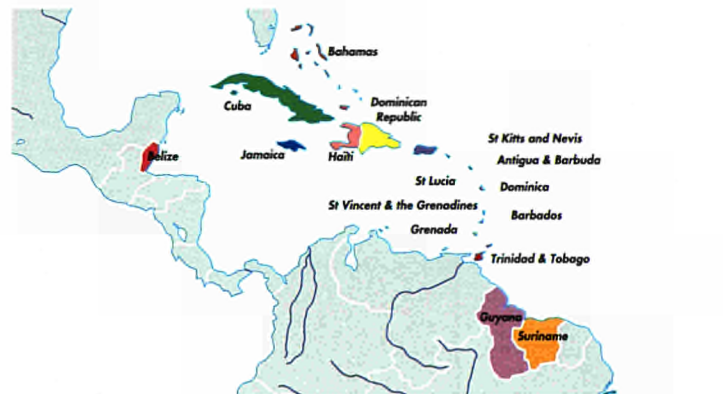 Bahamas
Cuba
Dominican
Republic
St Kitts and Nevis
Belize
Jamaica
Haiti
Antigua & Barbuda
St Lucia
Dominica
St Vincent & the Grenadines
Barbados
Grenada
Trinidad & Tobago
Guyana
Suriname